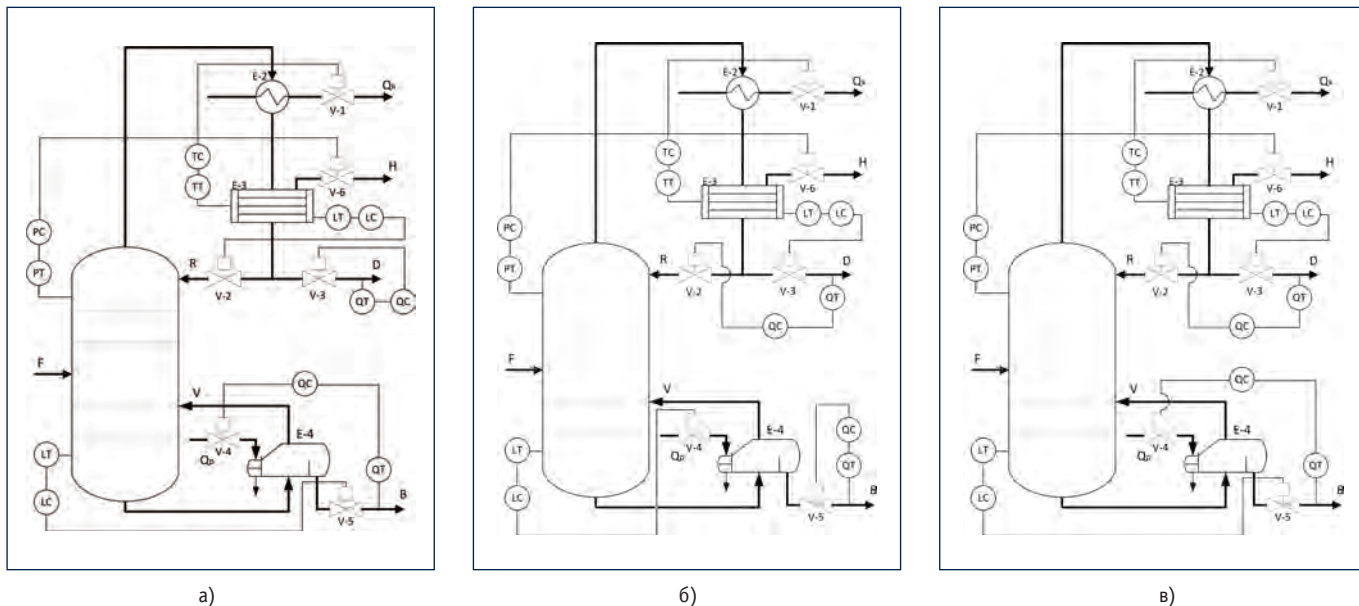 E-2
Qk
V-1
TC
TT
H
V-6
E-3
LT
LC
PC
PT
R
V-2
D
V-3
QT
QC
F
V
QC
E-4
V-4
Qp
LT
LC
QT
V-5
B
а)
E-2
Qk
V-1
TC
TT
H
V-6
E-3
LT
LC
PC
PT
R
V-2
D
V-3
QT
QC
F
V
E-4
V-4
Qp
QC
QT
LT
LC
V-5
B
б)
E-2
Qk
V-1
TC
TT
H
V-6
E-3
LT
LC
PC
PT
R
V-2
D
V-3
QT
QC
F
V
QC
E-4
V-4
Qp
LT
LC
QT
V-5
B
в)